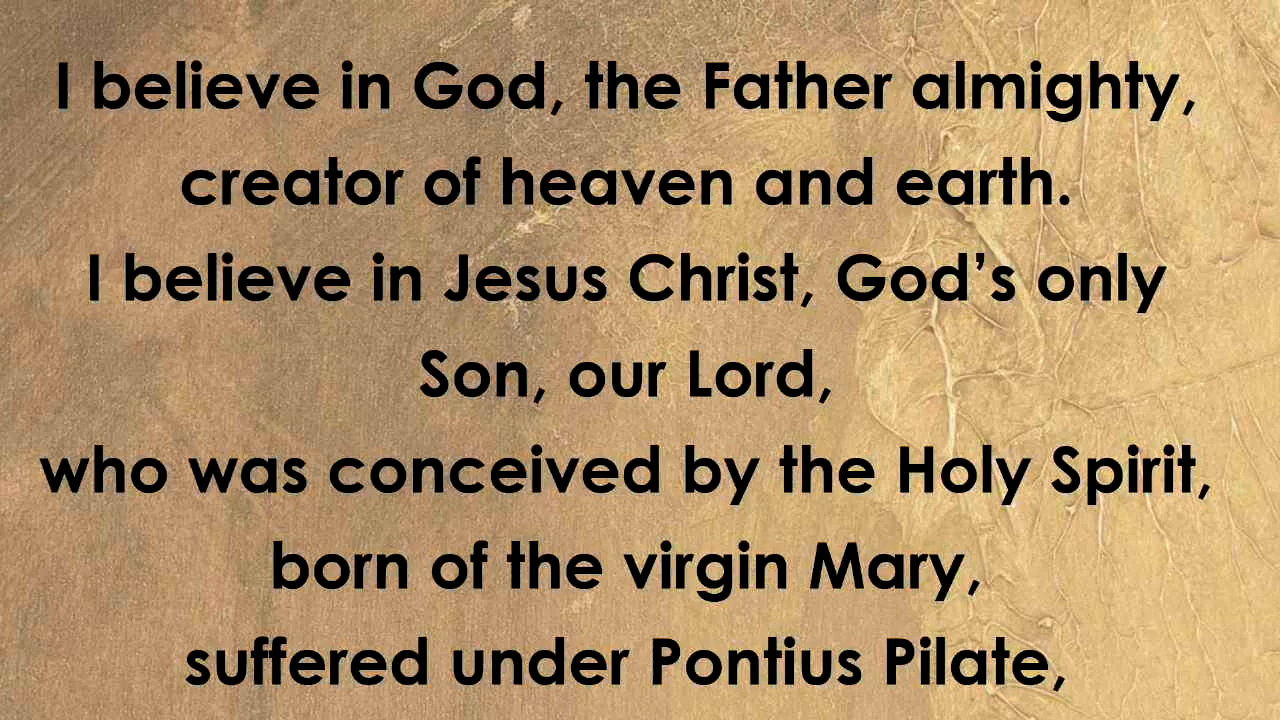 I believe in God, the Father almighty,
creator of heaven and earth.
I believe in Jesus Christ, God’s only
Son, our Lord,
who was conceived by the Holy Spirit,
born of the virgin Mary,
suffered under Pontius Pilate,